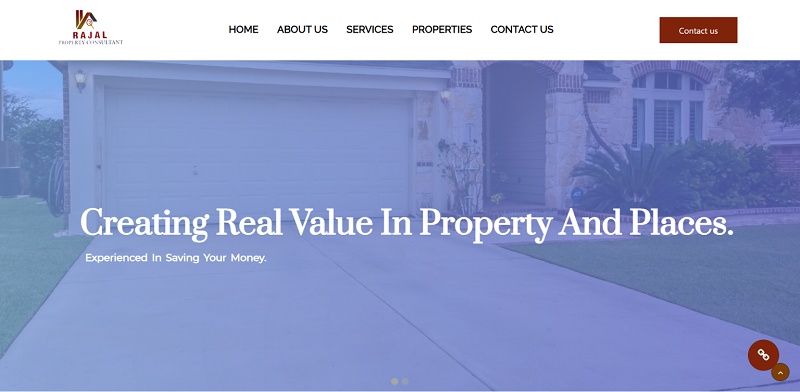 RAJAL
PROPERTY CONSULTANT
HOME
ABOUT US
SERVICES
PROPERTIES
CONTACT US
Contact us
Creating Real Value In Property And Places.
Experienced In Saving Your Money.